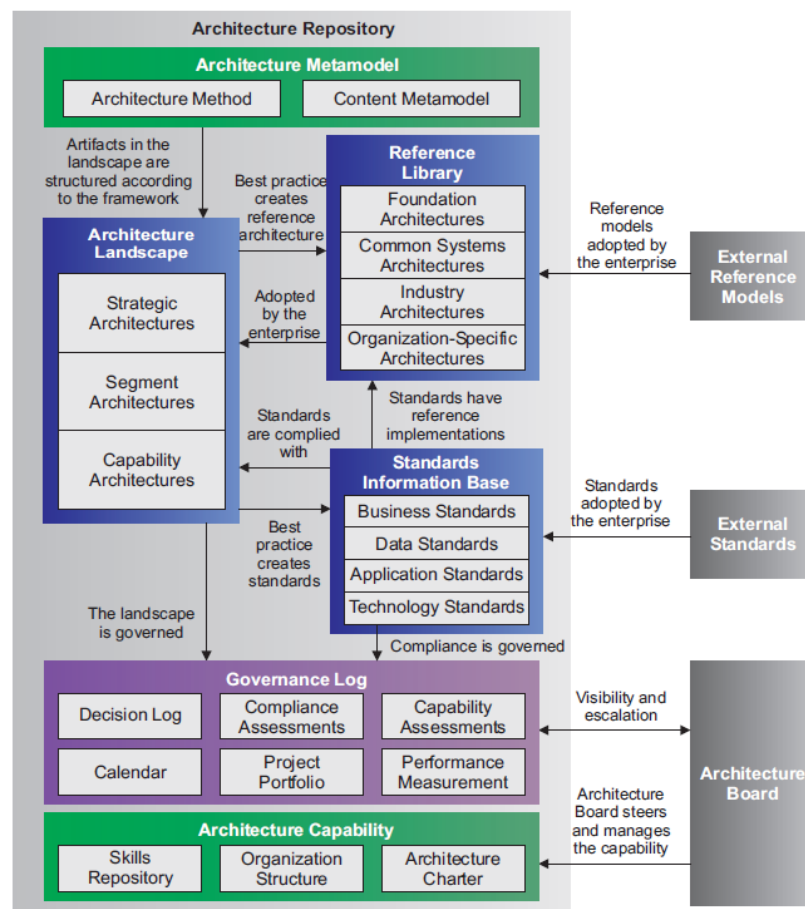 Architecture Repository
Architecture Metamodel
Architecture Method
Content Metamodel
Artifacts in the
landscape are
structured according
to the framework
Best practice
creates
reference
architecture
Reference
Library
Foundation
Architectures
Common Systems
Architectures
Industry
Architectures
Organization-Specific
Architectures
Reference
models
adopted by
the enterprise
External
Reference
Models
Architecture
Landscape
Strategic
Architectures
Segment
Architectures
Capability
Architectures
Adopted
by the
enterprise
Standards
are complied
with
Standards have
reference
implementations
Best
practice
creates
standards
Standards
Information Base
Business Standards
Data Standards
Application Standards
Technology Standards
Standards
adopted by
the enterprise
External
Standards
The landscape
is governed
Compliance is governed
Governance Log
Decision Log
Compliance
Assessments
Capability
Assessments
Calendar
Project
Portfolio
Performance
Measurement
Visibility and
escalation
Architecture
Board
Architecture
Board steers
and manages
the capability
Architecture Capability
Skills
Repository
Organization
Structure
Architecture
Charter